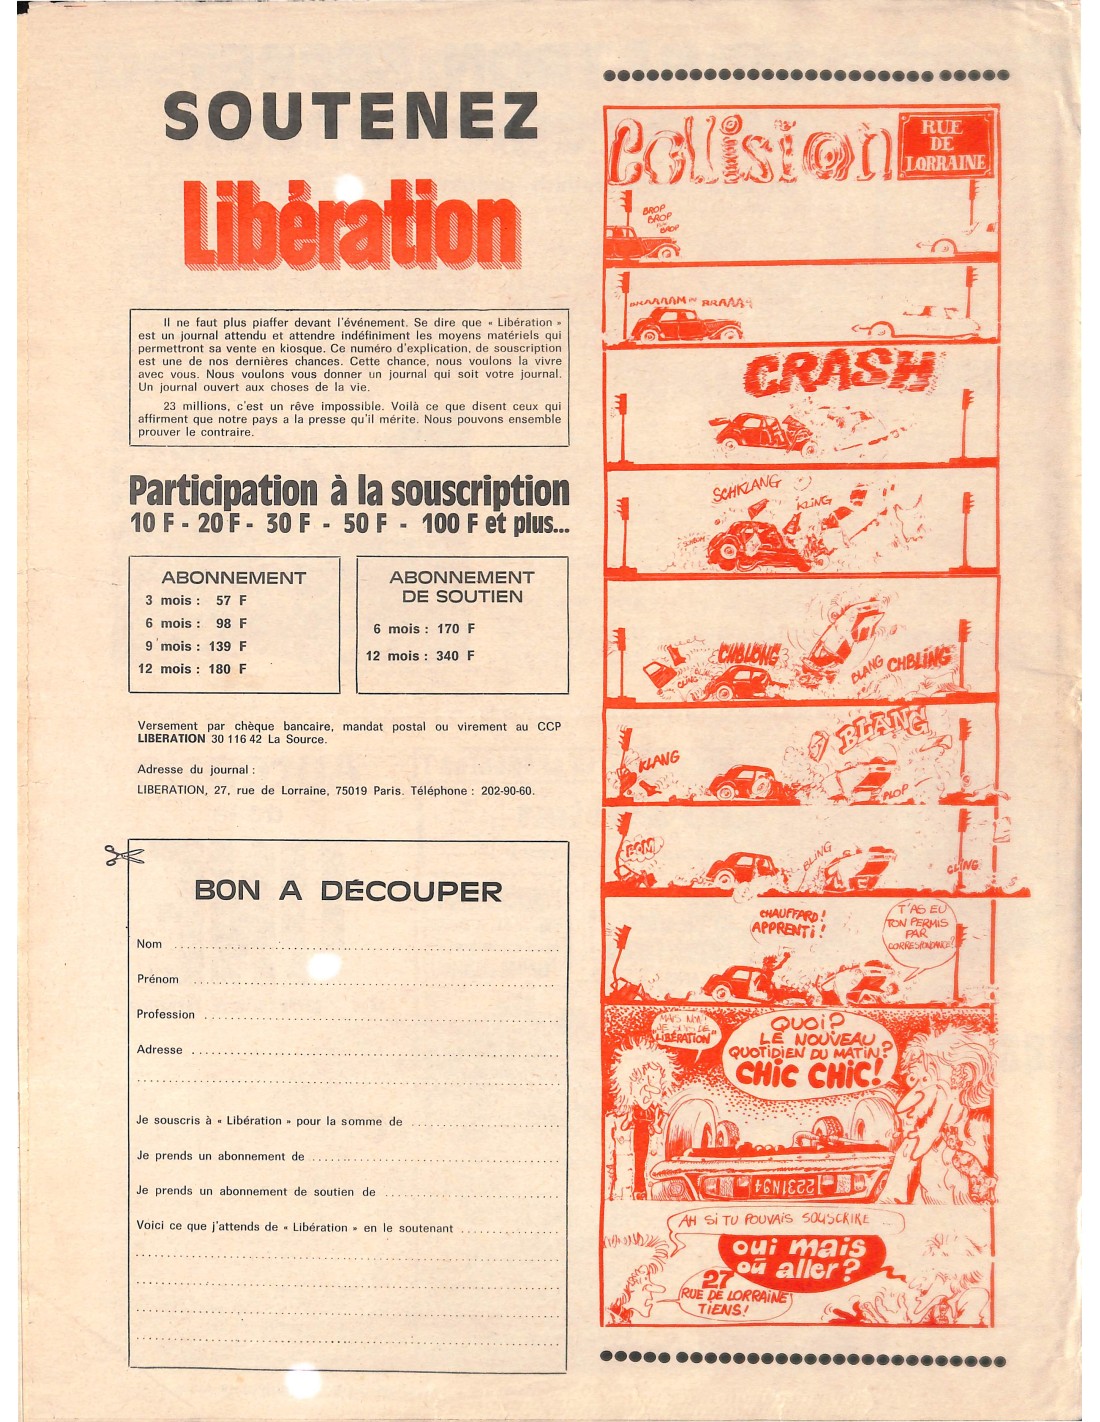 SOUTENEZ
Libération
Il ne faut plus piaffer devant l'événement. Se dire que « Libération »
est un journal attendu et attendre indéfiniment les moyens matériels qui
permettront sa vente en kiosque. Ce numéro d'explication, de souscription
est une de nos dernières chances. Cette chance, nous voulons la vivre
avec vous. Nous voulons vous donner un journal qui soit votre journal.
Un journal ouvert aux choses de la vie.
23 millions, c'est un rêve impossible. Voilà ce que disent ceux qui
affirment que notre pays a la presse qu'il mérite. Nous pouvons ensemble
prouver le contraire.
Participation à la souscription
10 F - 20 F - 30 F - 50 F - 100 F et plus...
ABONNEMENT
3 mois : 57 F
6 mois : 98 F
9 mois : 139 F
12 mois : 180 F
ABONNEMENT
DE SOUTIEN
6 mois : 170 F
12 mois : 340 F
Versement par chèque bancaire, mandat postal ou virement au CCP
LIBERATION 30 116 42 La Source.
Adresse du journal :
LIBERATION, 27, rue de Lorraine, 75019 Paris. Téléphone : 202-90-60.
BON A DÉCOUPER
Nom
Prénom
Profession
Adresse
Je souscris à « Libération » pour la somme de
Je prends un abonnement de
Je prends un abonnement de soutien de
Voici ce que j'attends de « Libération » en le soutenant
Collision
RUE
DE
LORRAINE
BROP
BROP
BROP
CRASH
SCHKLANG
KLING
CHBLONG
CLING
BLANG
CHBLING
KLANG
BLANG
PLOP
BOM
BLING
CLING
CHAUFFARD!
APPRENTI!
T'AS EU
TON PERMIS
PAR
CORRESPONDANCE?
MAIS NON!
JE SUIS DE
"LIBÉRATION"
QUOI?
LE NOUVEAU
QUOTIDIEN DU MATIN?
CHIC CHIC!
2231N94
AH SI TU POUVAIS SOUSCRIRE...
oui mais
où aller?
27
RUE DE LORRAINE
TIENS!